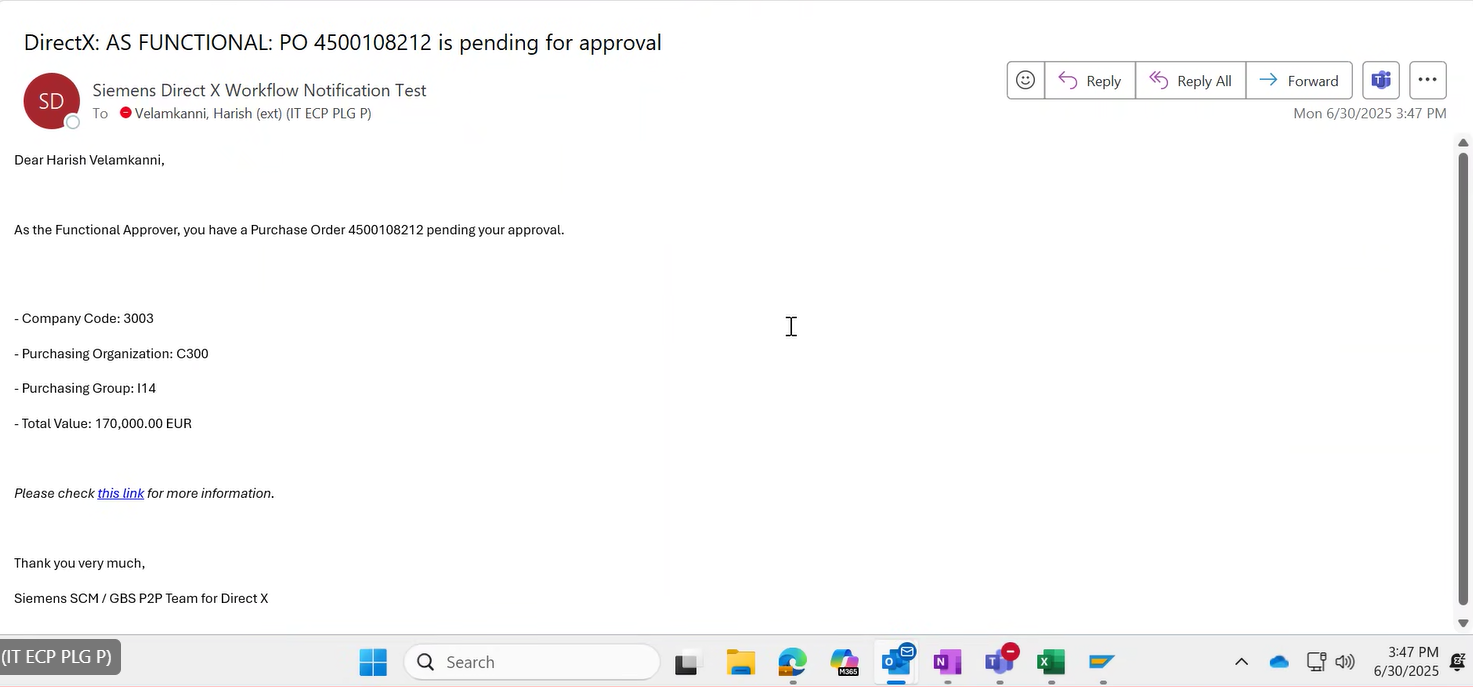 DirectX: AS FUNCTIONAL: PO 4500108212 is pending for approval
SD
Siemens Direct X Workflow Notification Test
To Velamkanni, Harish (ext) (IT ECP PLG P)
Reply
Reply All
Forward
Mon 6/30/2025 3:47 PM
Dear Harish Velamkanni,
As the Functional Approver, you have a Purchase Order 4500108212 pending your approval.
- Company Code: 3003
- Purchasing Organization: C300
- Purchasing Group: I14
- Total Value: 170,000.00 EUR
Please check this link for more information.
Thank you very much,
Siemens SCM / GBS P2P Team for Direct X
(IT ECP PLG P)
Search
M365
3:47 PM
6/30/2025